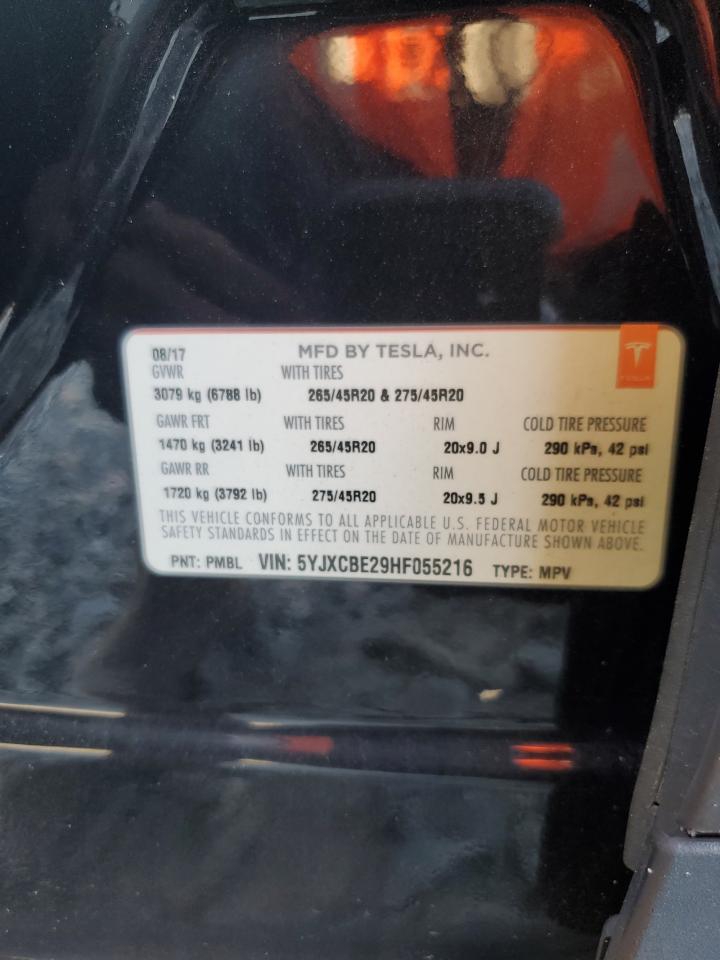 08/17 MFD BY TESLA, INC.
TESLA
GVWR WITH TIRES
3079 kg (6788 lb) 265/45R20 & 275/45R20
GAWR FRT WITH TIRES RIM COLD TIRE PRESSURE
1470 kg (3241 lb) 265/45R20 20x9.0 J 290 kPa, 42 psi
GAWR RR WITH TIRES RIM COLD TIRE PRESSURE
1720 kg (3792 lb) 275/45R20 20x9.5 J 290 kPa, 42 psi
THIS VEHICLE CONFORMS TO ALL APPLICABLE U.S. FEDERAL MOTOR VEHICLE
SAFETY STANDARDS IN EFFECT ON THE DATE OF MANUFACTURE SHOWN ABOVE.
PNT: PMBL VIN: 5YJXCBE29HF055216 TYPE: MPV